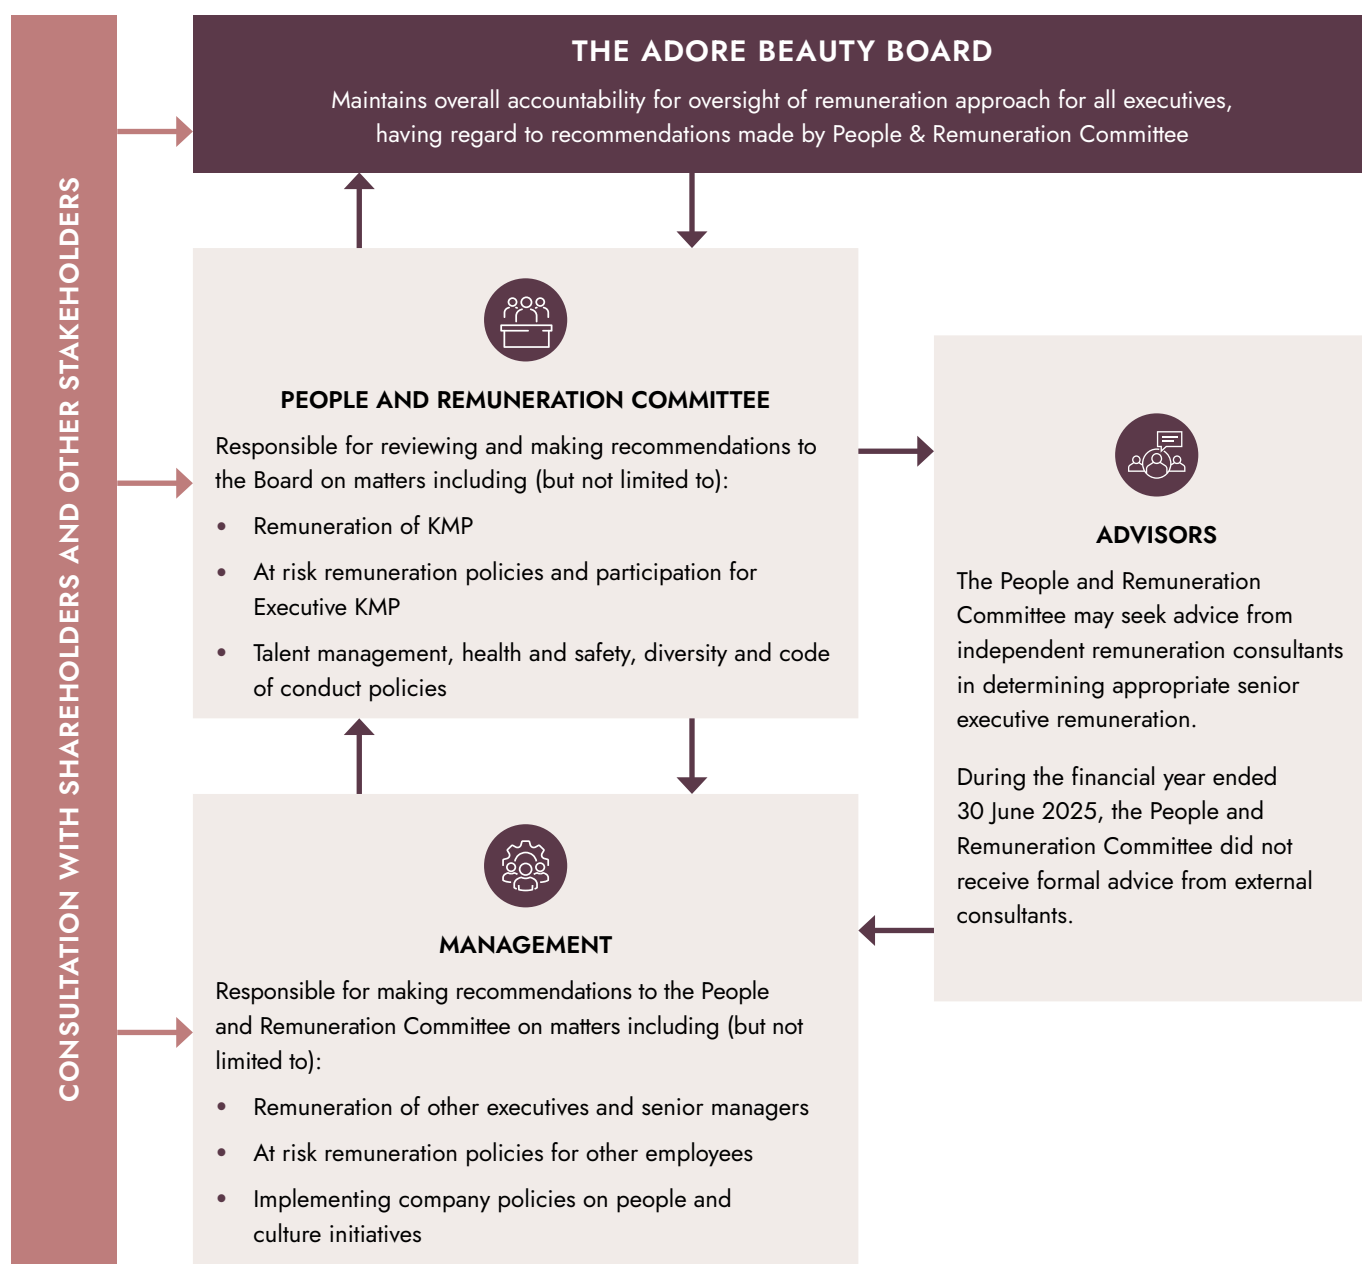 CONSULTATION WITH SHAREHOLDERS AND OTHER STAKEHOLDERS
THE ADORE BEAUTY BOARD
Maintains overall accountability for oversight of remuneration approach for all executives,
having regard to recommendations made by People & Remuneration Committee
PEOPLE AND REMUNERATION COMMITTEE
Responsible for reviewing and making recommendations to
the Board on matters including (but not limited to):
• Remuneration of KMP
• At risk remuneration policies and participation for
Executive KMP
• Talent management, health and safety, diversity and code
of conduct policies
ADVISORS
The People and Remuneration
Committee may seek advice from
independent remuneration consultants
in determining appropriate senior
executive remuneration.
During the financial year ended
30 June 2025, the People and
Remuneration Committee did not
receive formal advice from external
consultants.
MANAGEMENT
Responsible for making recommendations to the People
and Remuneration Committee on matters including (but not
limited to):
• Remuneration of other executives and senior managers
• At risk remuneration policies for other employees
• Implementing company policies on people and
culture initiatives